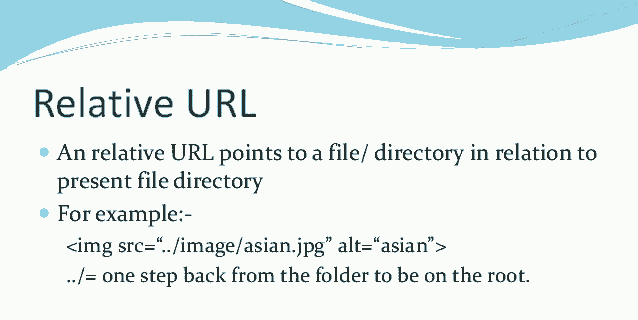 Relative URL
An relative URL points to a file/ directory in relation to
present file directory
For example:-
<img src=“../image/asian.jpg” alt=“asian”>
../= one step back from the folder to be on the root.